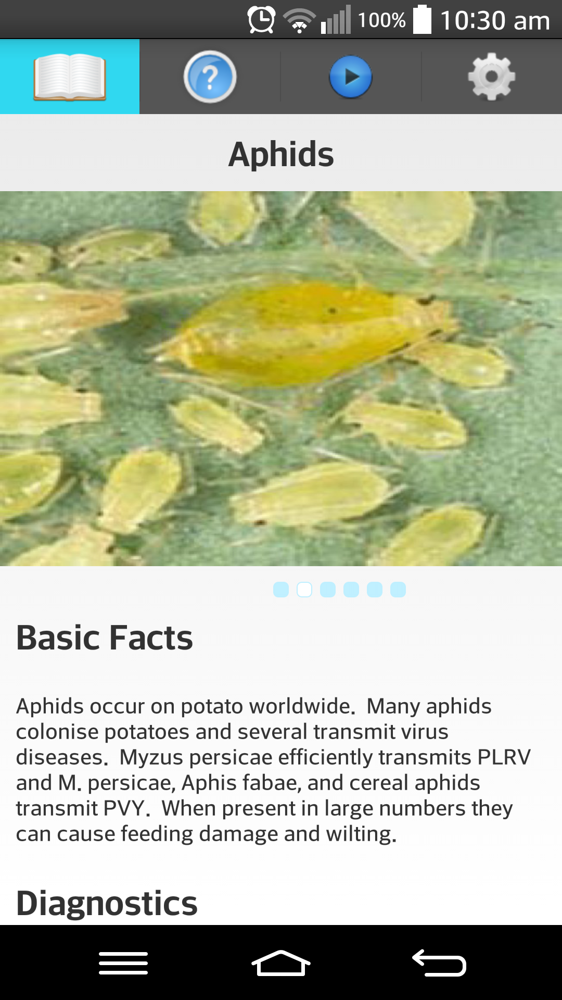 100% 10:30 am
?
Aphids
Basic Facts
Aphids occur on potato worldwide.  Many aphids
colonise potatoes and several transmit virus
diseases.  Myzus persicae efficiently transmits PLRV
and M. persicae, Aphis fabae, and cereal aphids
transmit PVY.  When present in large numbers they
can cause feeding damage and wilting.
Diagnostics